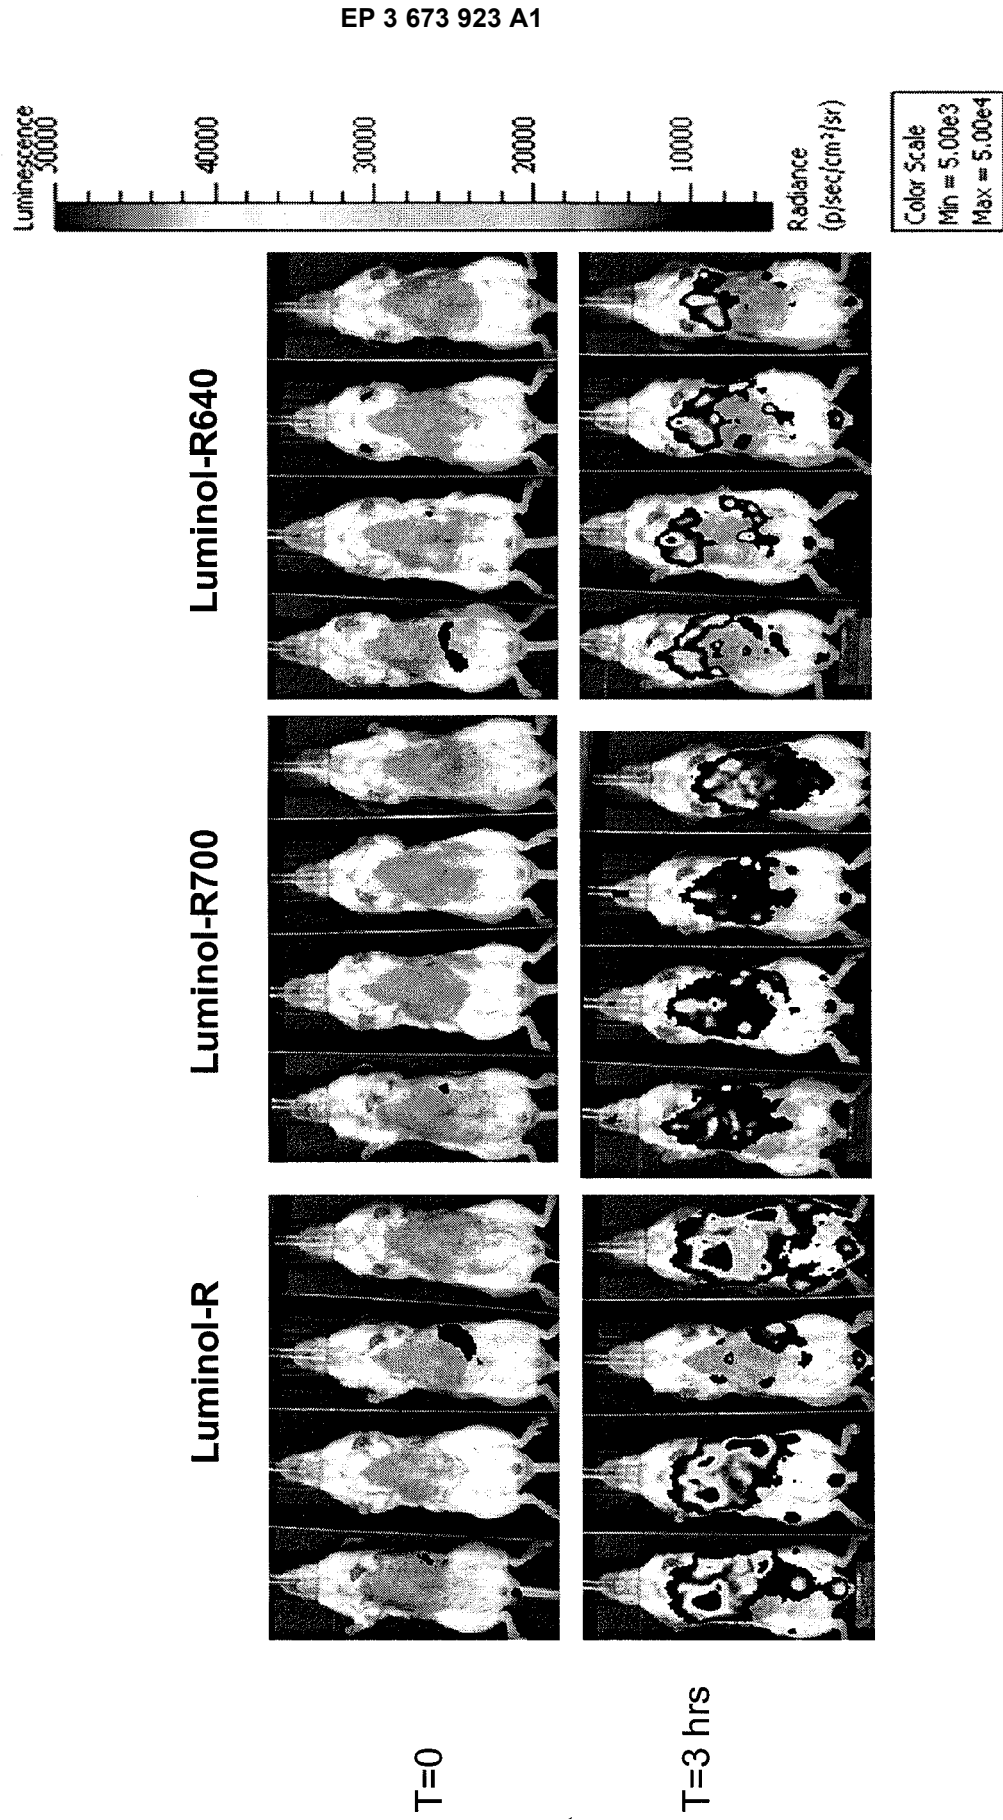 EP 3 673 923 A1
Luminol-R
Luminol-R700
Luminol-R640
T=0
T=3 hrs
Luminescence
50000
40000
30000
20000
10000
Radiance
(p/sec/cm²/sr)
Color Scale
Min = 5.00e3
Max = 5.00e4